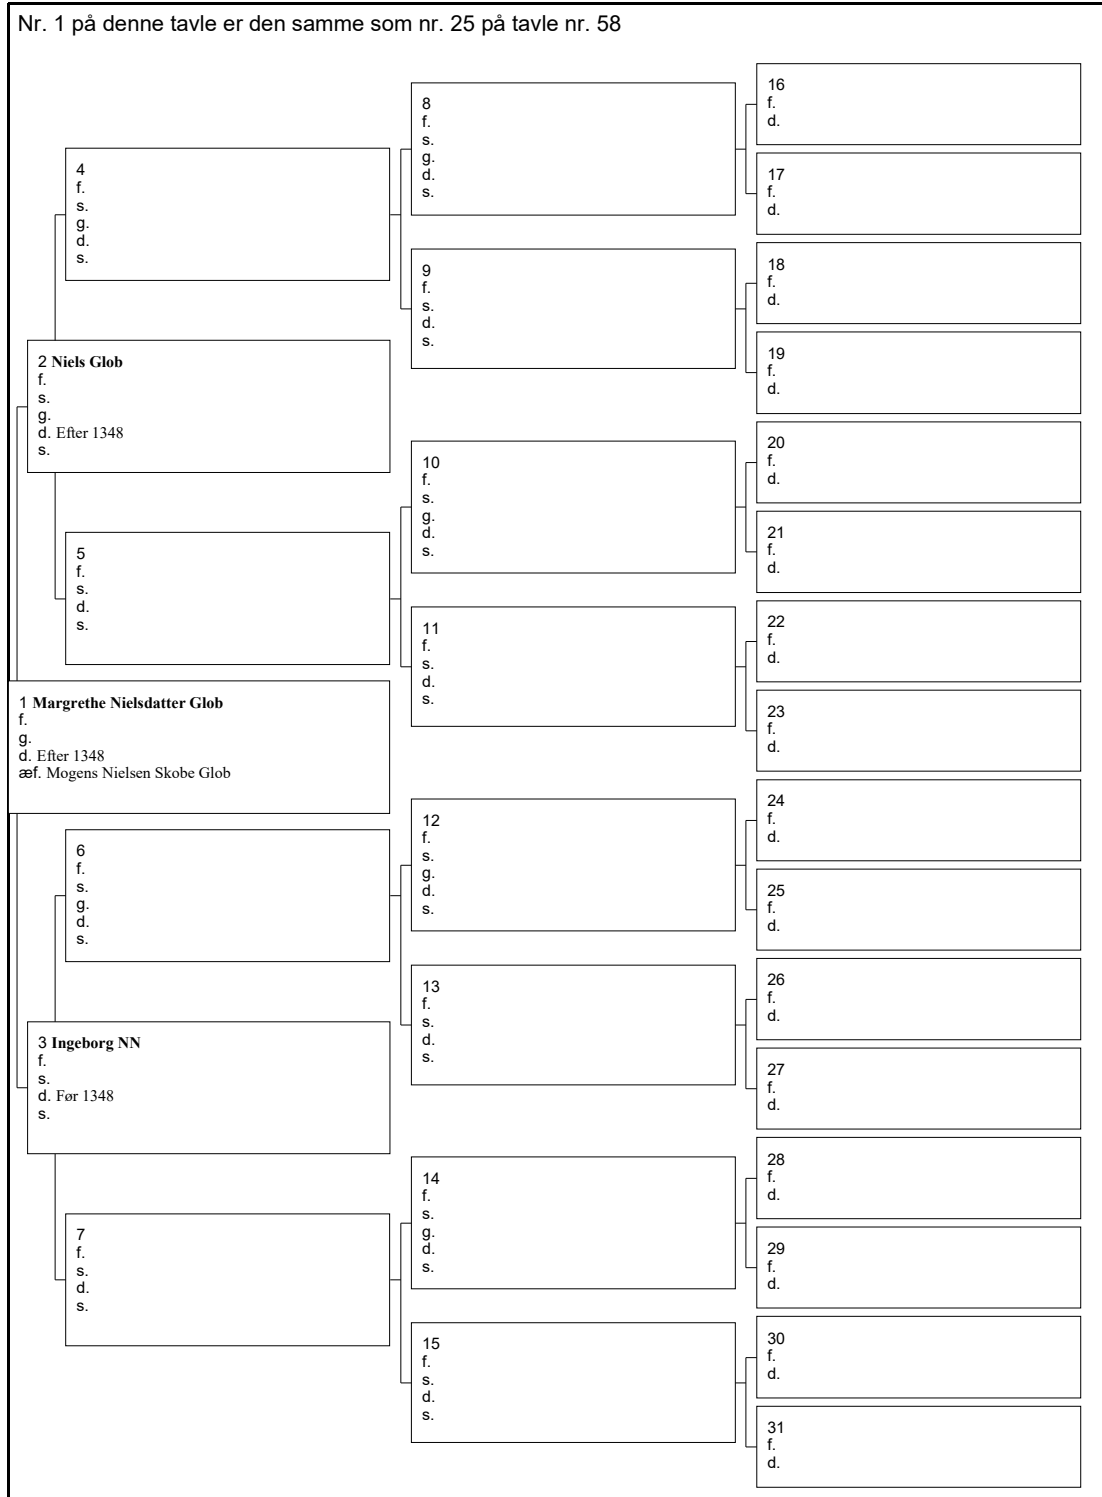 Nr. 1 på denne tavle er den samme som nr. 25 på tavle nr. 58
16
f.
d.
8
f.
s.
g.
d.
s.
17
f.
d.
4
f.
s.
g.
d.
s.
18
f.
d.
9
f.
s.
d.
s.
19
f.
d.
2 Niels Glob
f.
s.
g.
d. Efter 1348
s.
20
f.
d.
10
f.
s.
g.
d.
s.
21
f.
d.
5
f.
s.
d.
s.
22
f.
d.
11
f.
s.
d.
s.
23
f.
d.
1 Margrethe Nielsdatter Glob
f.
g.
d. Efter 1348
æf. Mogens Nielsen Skobe Glob
24
f.
d.
12
f.
s.
g.
d.
s.
25
f.
d.
6
f.
s.
g.
d.
s.
26
f.
d.
13
f.
s.
d.
s.
27
f.
d.
3 Ingeborg NN
f.
s.
d. Før 1348
s.
28
f.
d.
14
f.
s.
g.
d.
s.
29
f.
d.
7
f.
s.
d.
s.
30
f.
d.
15
f.
s.
d.
s.
31
f.
d.